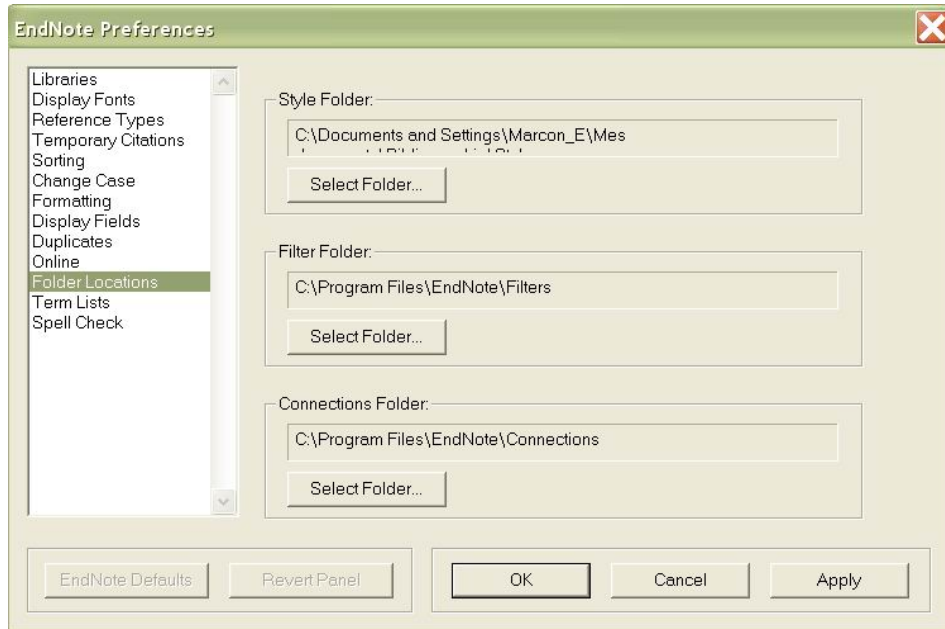 EndNote Preferences
Libraries
Display Fonts
Reference Types
Temporary Citations
Sorting
Change Case
Formatting
Display Fields
Duplicates
Online
Folder Locations
Term Lists
Spell Check
Style Folder:
C:\Documents and Settings\Marcon_E\Mes
Select Folder...
Filter Folder:
C:\Program Files\EndNote\Filters
Select Folder...
Connections Folder:
C:\Program Files\EndNote\Connections
Select Folder...
EndNote Defaults
Revert Panel
OK
Cancel
Apply